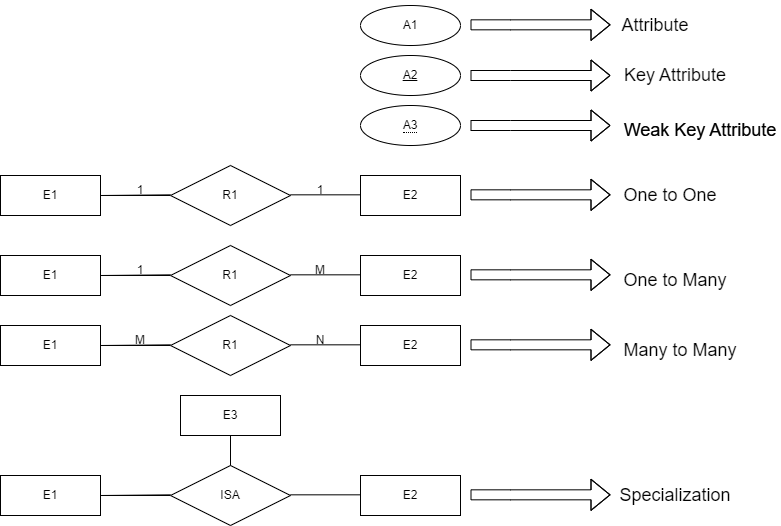 A1 Attribute
A2 Key Attribute
A3 Weak Key Attribute
E1 1 R1 1 E2 One to One
E1 1 R1 M E2 One to Many
E1 M R1 N E2 Many to Many
E3
E1 ISA E2 Specialization